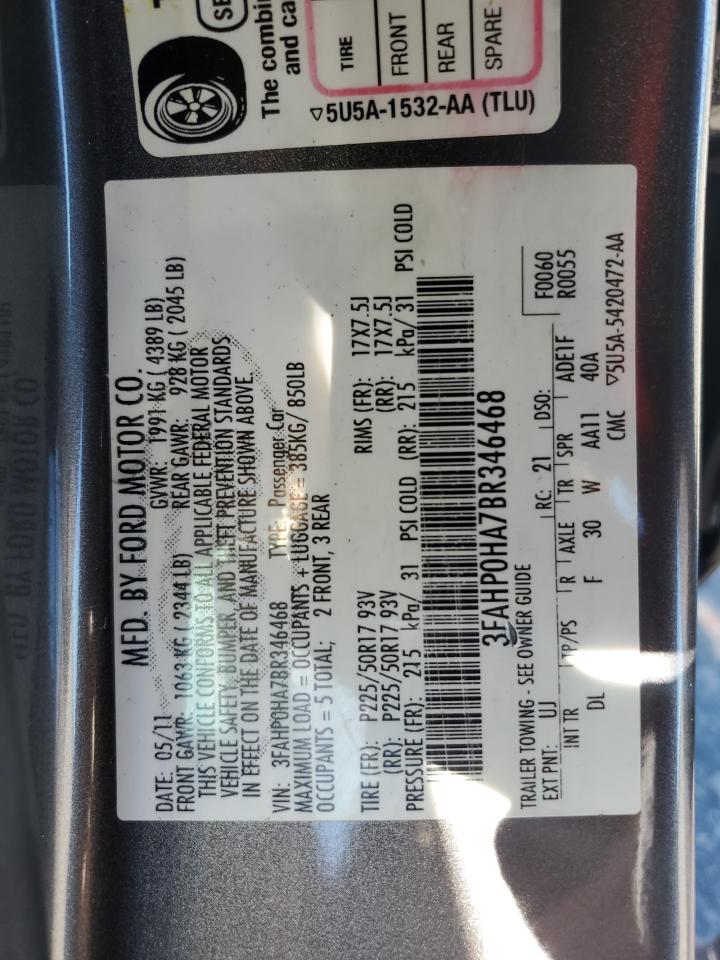 SE
The combin
and ca
TIRE
FRONT
REAR
SPARE
▽5U5A-1532-AA (TLU)
MFD. BY FORD MOTOR CO.
DATE: 05/11 GVWR: 1991 KG ( 4389 LB)
FRONT GAWR: 1063 KG ( 2344 LB) REAR GAWR: 928 KG ( 2045 LB)
THIS VEHICLE CONFORMS TO ALL APPLICABLE FEDERAL MOTOR
VEHICLE SAFETY, BUMPER, AND THEFT PREVENTION STANDARDS
IN EFFECT ON THE DATE OF MANUFACTURE SHOWN ABOVE.
VIN: 3FAHP0HA7BR346468 TYPE: Passenger Car
MAXIMUM LOAD = OCCUPANTS + LUGGAGE = 385KG/ 850LB
OCCUPANTS = 5 TOTAL; 2 FRONT, 3 REAR
TIRE (FR): P225/50R17 93V RIMS (FR): 17X7.5J
(RR): P225/50R17 93V (RR): 17X7.5J
PRESSURE (FR): 215 kPa/ 31 PSI COLD (RR): 215 kPa/ 31 PSI COLD
3FAHP0HA7BR346468
TRAILER TOWING - SEE OWNER GUIDE F0060
EXT PNT: UJ RC: 21 DSO: R0055
INT TR TP/PS R AXLE TR SPR ADE1F
DL F 30 W AA11 40A
CMC ▽5U5A-5420472-AA